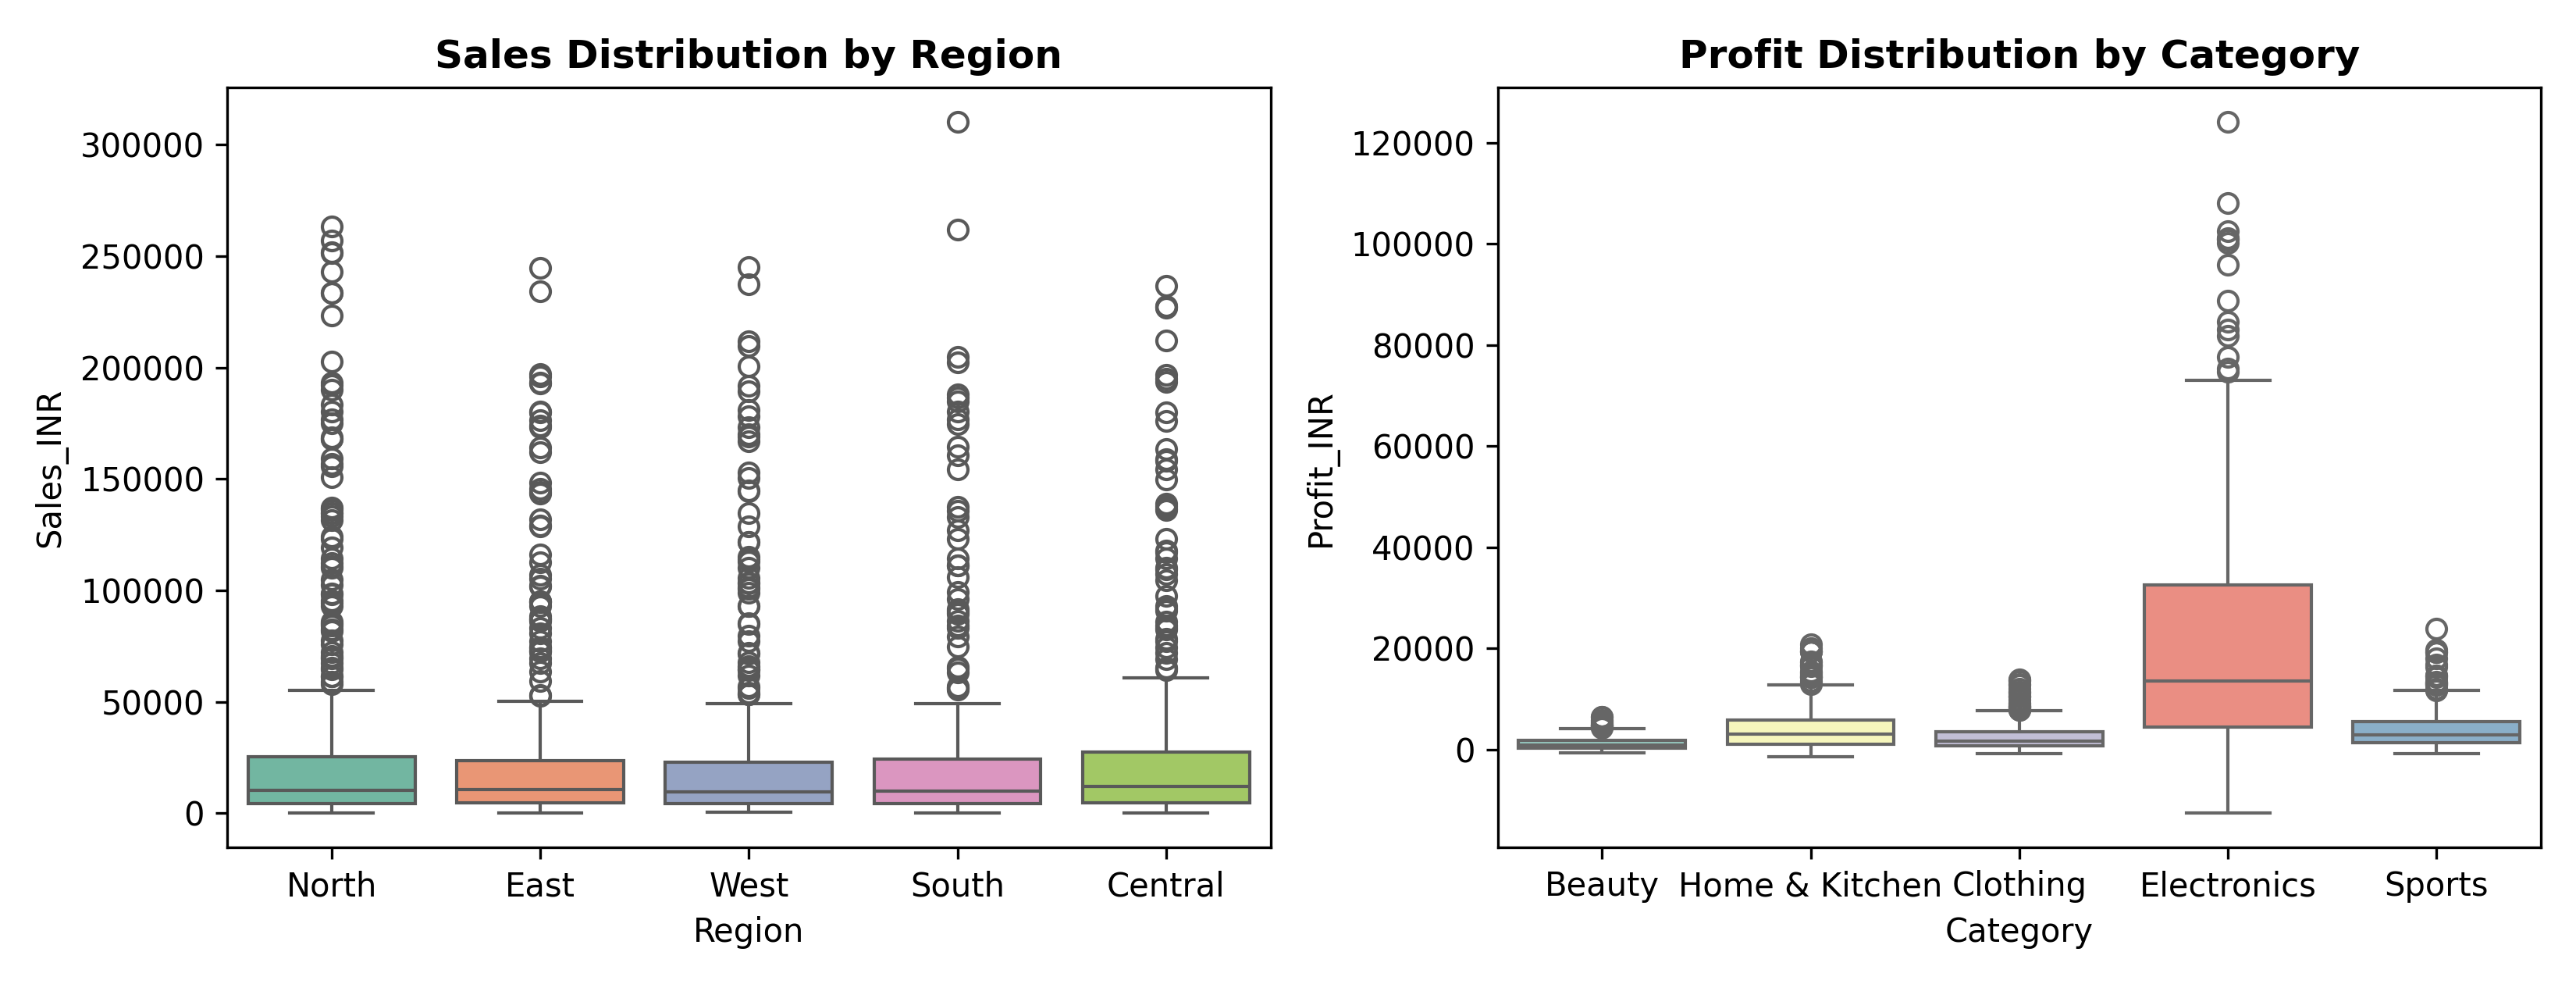 Sales Distribution by Region
Sales_INR
300000
250000
200000
150000
100000
50000
0
North East West South Central
Region
Profit Distribution by Category
Profit_INR
120000
100000
80000
60000
40000
20000
0
Beauty Home & Kitchen Clothing Electronics Sports
Category